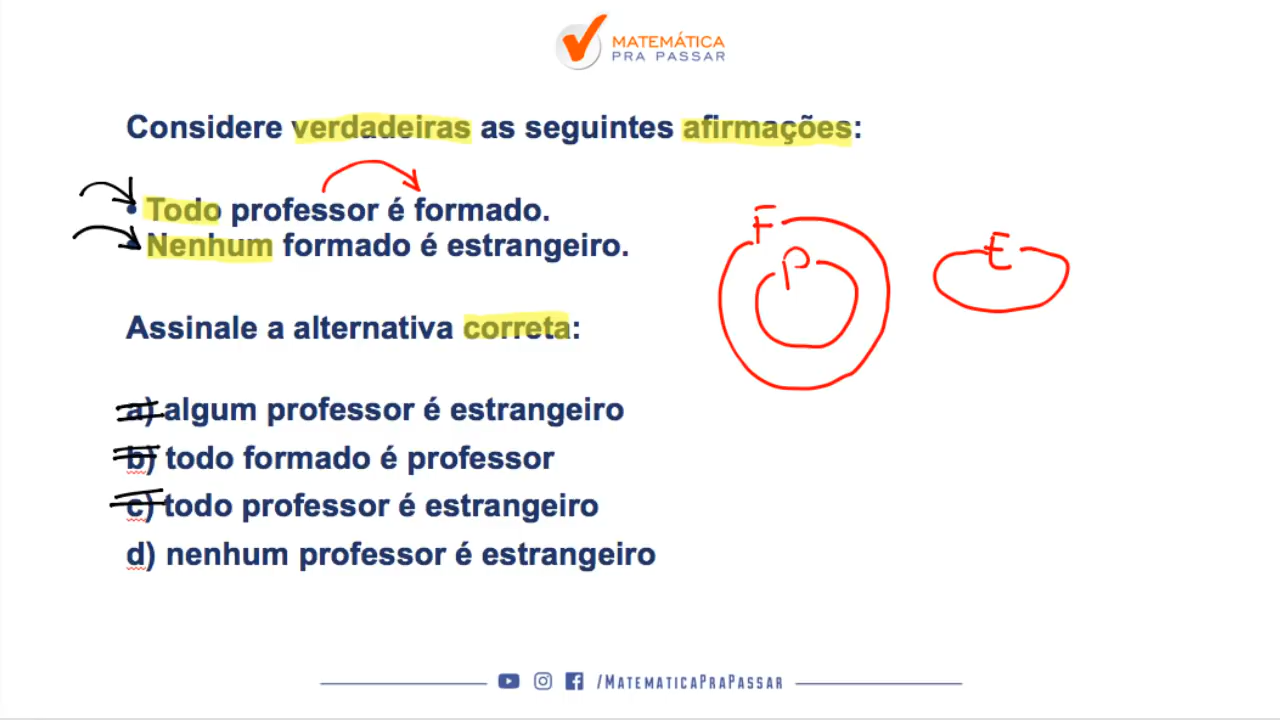 MATEMÁTICA
PRA PASSAR
Considere verdadeiras as seguintes afirmações:
• Todo professor é formado.
• Nenhum formado é estrangeiro.
F
P
E
Assinale a alternativa correta:
a) algum professor é estrangeiro
b) todo formado é professor
c) todo professor é estrangeiro
d) nenhum professor é estrangeiro
/MATEMATICAPRAPASSAR